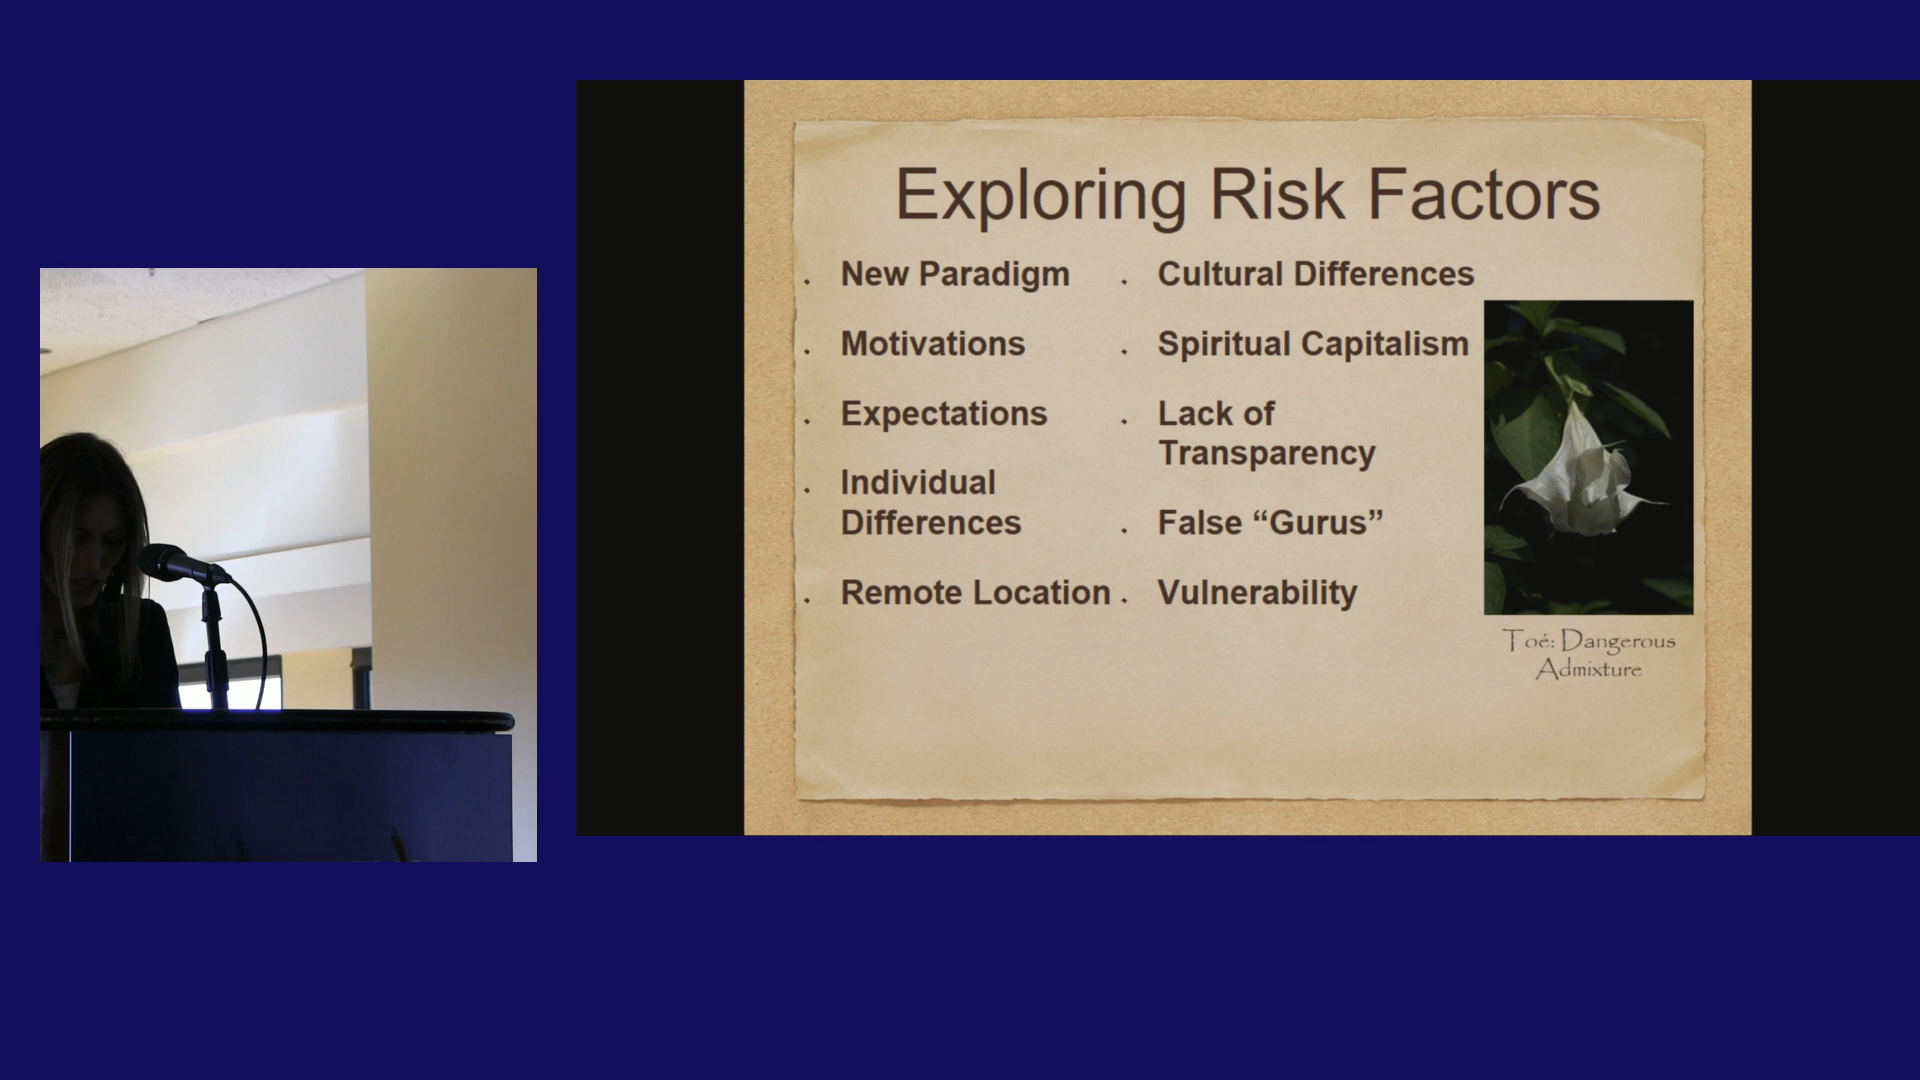 Exploring Risk Factors
New Paradigm
Motivations
Expectations
Individual
Differences
Remote Location
Cultural Differences
Spiritual Capitalism
Lack of
Transparency
False “Gurus”
Vulnerability
Toé: Dangerous
Admixture